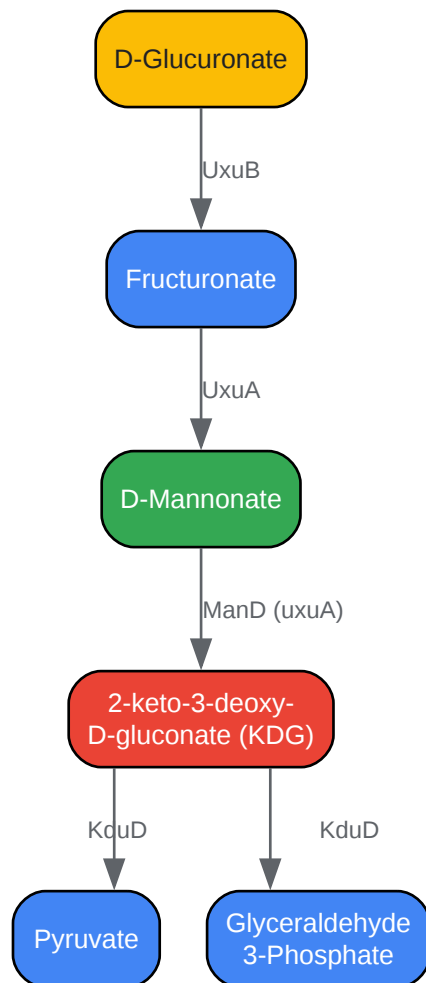 D-Glucuronate
UxuB
Fructuronate
UxuA
D-Mannonate
ManD (uxuA)
2-keto-3-deoxy-
D-gluconate (KDG)
KduD
KduD
Pyruvate
Glyceraldehyde
3-Phosphate